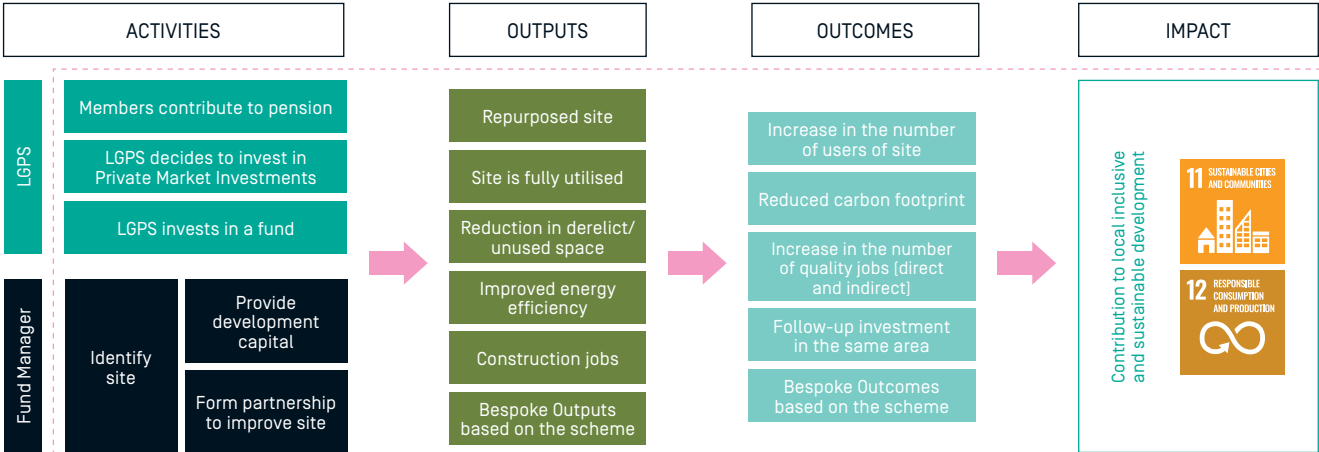 ACTIVITIES
OUTPUTS
OUTCOMES
IMPACT
LGPS
Members contribute to pension
LGPS decides to invest in
Private Market Investments
LGPS invests in a fund
Fund Manager
Identify
site
Provide
development
capital
Form partnership
to improve site
Repurposed site
Site is fully utilised
Reduction in derelict/
unused space
Improved energy
efficiency
Construction jobs
Bespoke Outputs
based on the scheme
Increase in the number
of users of site
Reduced carbon footprint
Increase in the number
of quality jobs [direct
and indirect]
Follow-up investment
in the same area
Bespoke Outcomes
based on the scheme
Contribution to local inclusive
and sustainable development
11 SUSTAINABLE CITIES
AND COMMUNITIES
12 RESPONSIBLE
CONSUMPTION
AND PRODUCTION